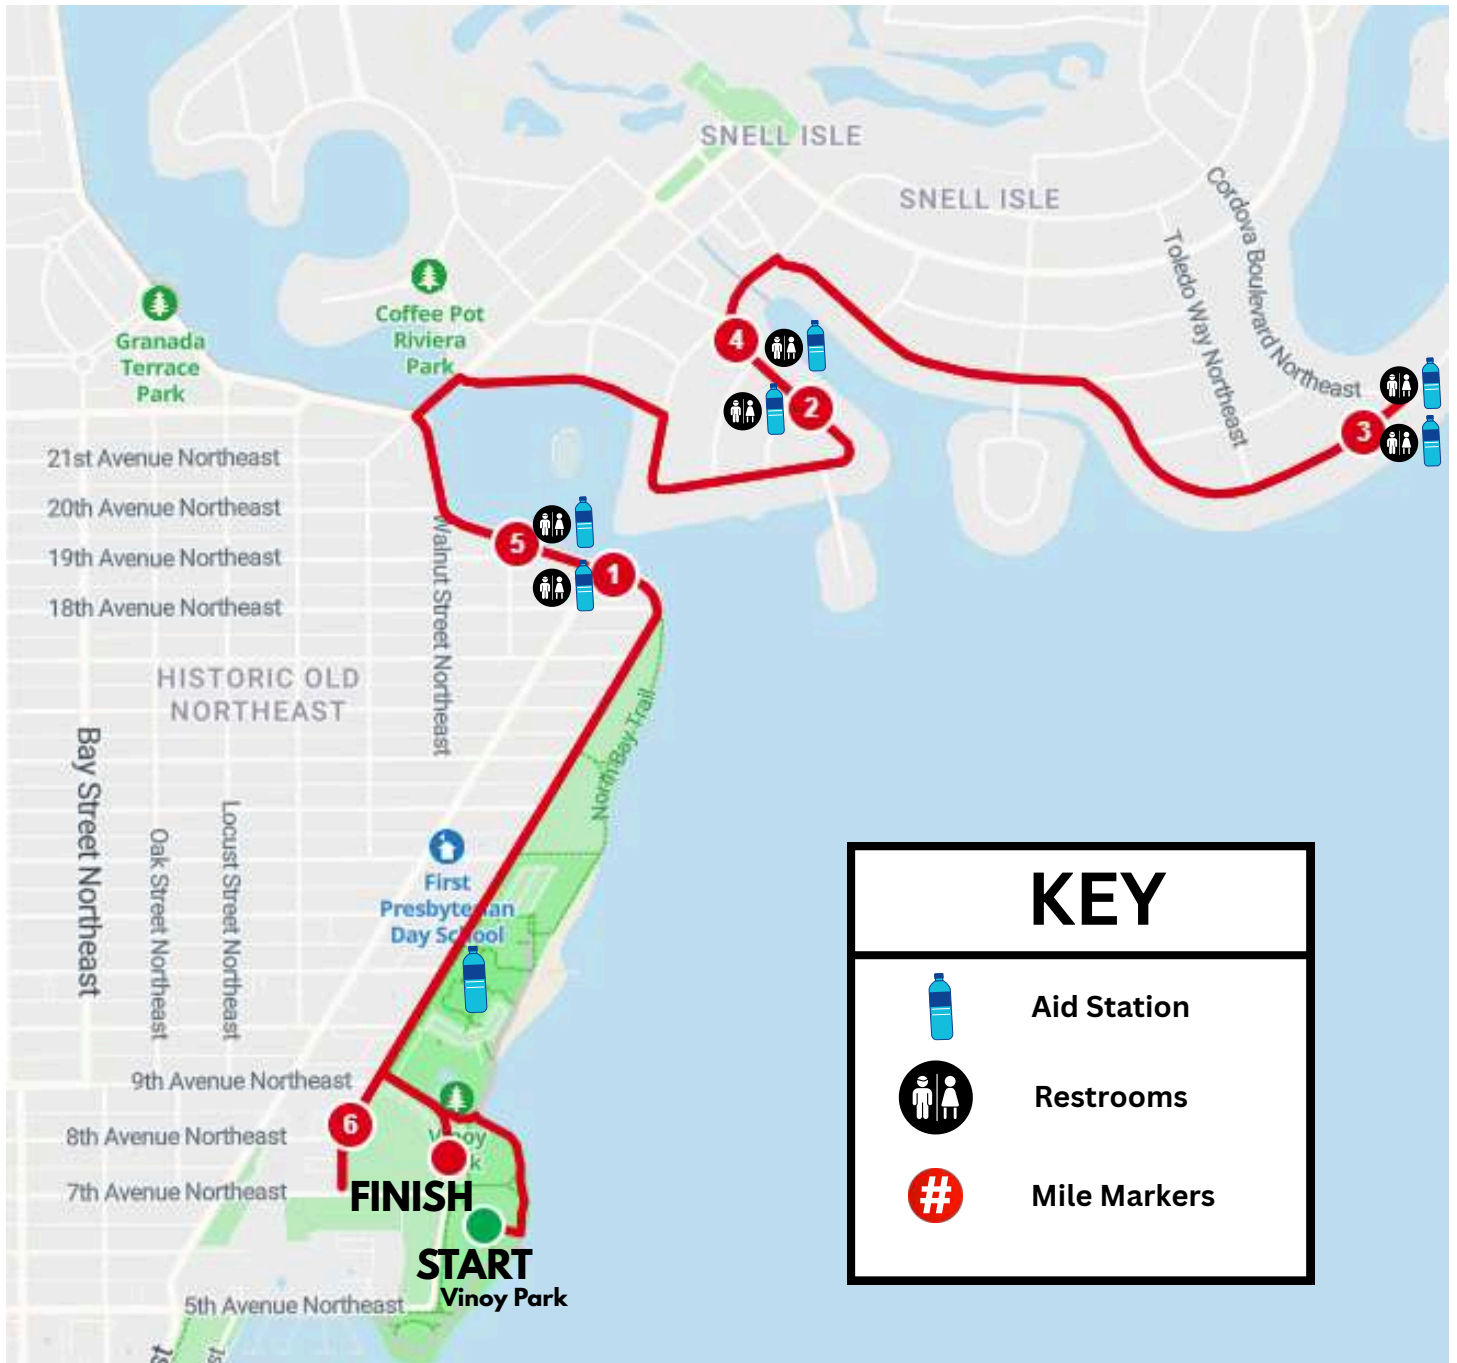 SNELL ISLE
SNELL ISLE
Cordova Boulevard Northeast
Toledo Way Northeast
Coffee Pot
Riviera
Park
Granada
Terrace
Park
4
2
3
21st Avenue Northeast
20th Avenue Northeast
19th Avenue Northeast
18th Avenue Northeast
5
1
Walnut Street Northeast
HISTORIC OLD
NORTHEAST
North Bay Trail
Bay Street Northeast
Oak Street Northeast
Locust Street Northeast
First
Presbyterian
Day School
9th Avenue Northeast
6
8th Avenue Northeast
Vinoy
7th Avenue Northeast
FINISH
START
Vinoy Park
5th Avenue Northeast
KEY
Aid Station
Restrooms
# Mile Markers